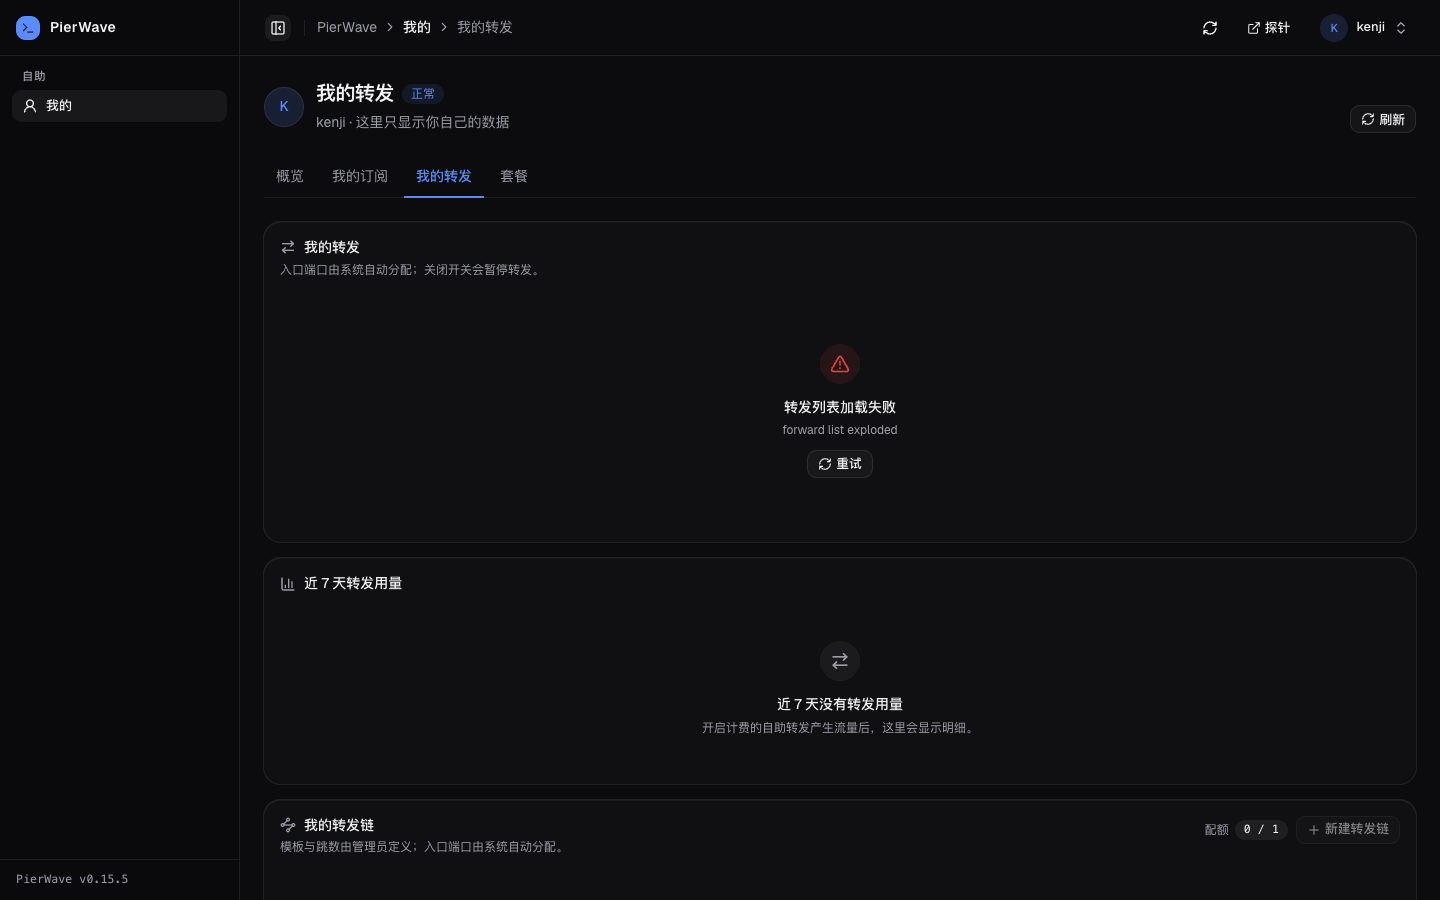 PierWave
PierWave
我的
我的转发
探针
K
kenji
自助
我的
K
我的转发
正常
kenji · 这里只显示你自己的数据
刷新
概览
我的订阅
我的转发
套餐
我的转发
入口端口由系统自动分配；关闭开关会暂停转发。
转发列表加载失败
forward list exploded
重试
近 7 天转发用量
近 7 天没有转发用量
开启计费的自助转发产生流量后，这里会显示明细。
我的转发链
配额
0 / 1
新建转发链
模板与跳数由管理员定义；入口端口由系统自动分配。
PierWave v0.15.5